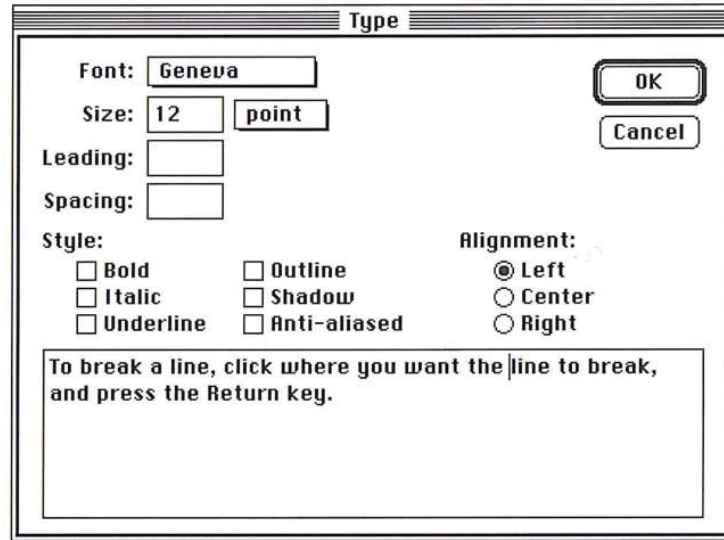 Type
Font: Geneva
Size: 12 point
Leading:
Spacing:
OK
Cancel
Style:
Bold
Italic
Underline
Outline
Shadow
Anti-aliased
Alignment:
Left
Center
Right
To break a line, click where you want the line to break,
and press the Return key.